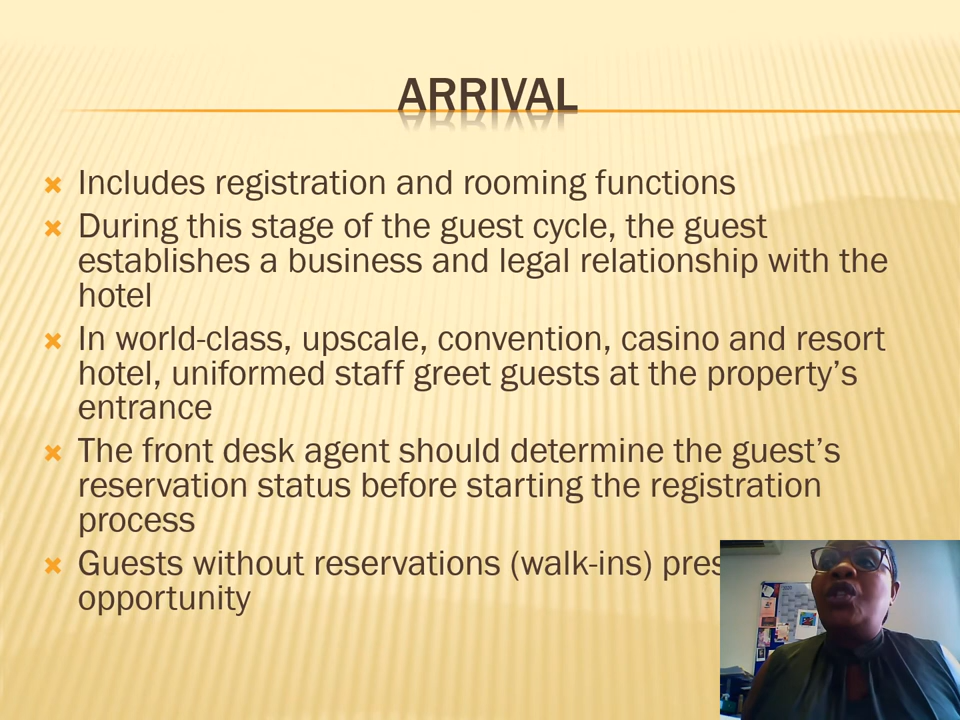 ARRIVAL
Includes registration and rooming functions
During this stage of the guest cycle, the guest
establishes a business and legal relationship with the
hotel
In world-class, upscale, convention, casino and resort
hotel, uniformed staff greet guests at the property’s
entrance
The front desk agent should determine the guest’s
reservation status before starting the registration
process
Guests without reservations (walk-ins)
opportunity